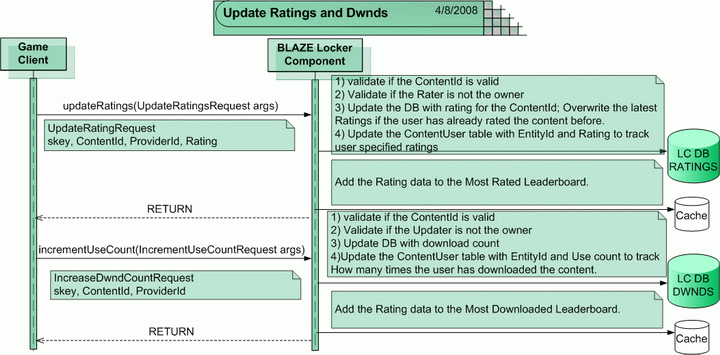 Update Ratings and Dwnds
4/8/2008
Game
Client
BLAZE Locker
Component
1) validate if the ContentId is valid
2) Validate if the Rater is not the owner
3) Update the DB with rating for the ContentId; Overwrite the latest
Ratings if the user has already rated the content before.
4) Update the ContentUser table with EntityId and Rating to track
user specified ratings
updateRatings(UpdateRatingsRequest args)
UpdateRatingRequest
skey, ContentId, ProviderId, Rating
LC DB
RATINGS
Add the Rating data to the Most Rated Leaderboard.
RETURN
Cache
1) validate if the ContentId is valid
2) Validate if the Updater is not the owner
3) Update DB with download count
4)Update the ContentUser table with EntityId and Use count to track
How many times the user has downloaded the content.
incrementUseCount(IncrementUseCountRequest args)
IncreaseDwndCountRequest
skey, ContentId, ProviderId
LC DB
DWNDS
Add the Rating data to the Most Downloaded Leaderboard.
RETURN
Cache